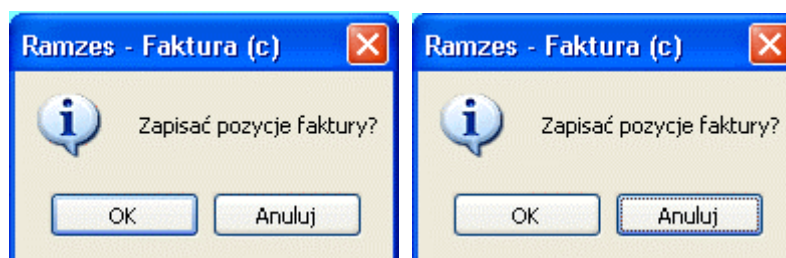 Ramzes - Faktura (c)
Zapisać pozycje faktury?
OK Anuluj
Ramzes - Faktura (c)
Zapisać pozycje faktury?
OK Anuluj